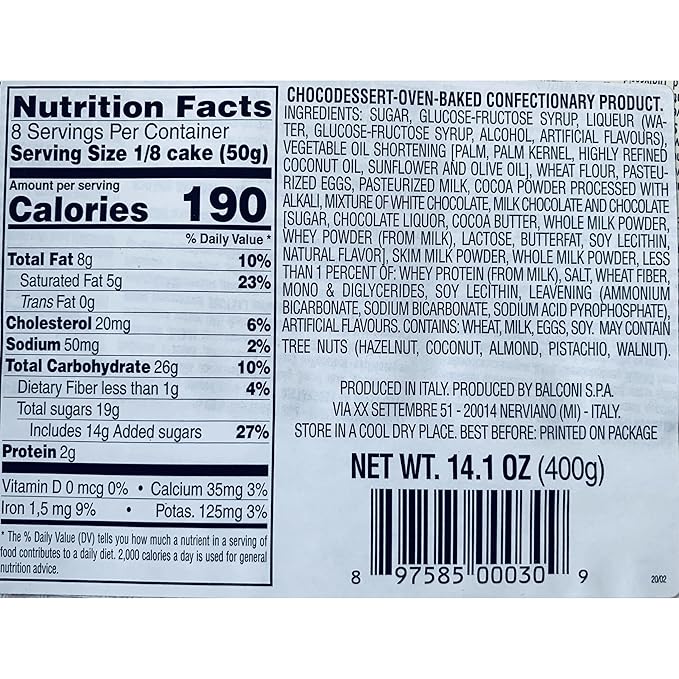 Nutrition Facts
8 Servings Per Container
Serving Size 1/8 cake (50g)
Amount per serving
Calories 190
% Daily Value *
Total Fat 8g 10%
Saturated Fat 5g 23%
Trans Fat 0g
Cholesterol 20mg 6%
Sodium 50mg 2%
Total Carbohydrate 26g 10%
Dietary Fiber less than 1g 4%
Total sugars 19g
Includes 14g Added sugars 27%
Protein 2g
Vitamin D 0 mcg 0% • Calcium 35mg 3%
Iron 1,5 mg 9% • Potas. 125mg 3%
* The % Daily Value (DV) tells you how much a nutrient in a serving of
food contributes to a daily diet. 2,000 calories a day is used for general
nutrition advice.
CHOCODESSERT-OVEN-BAKED CONFECTIONARY PRODUCT.
INGREDIENTS: SUGAR, GLUCOSE-FRUCTOSE SYRUP, LIQUEUR (WA-
TER, GLUCOSE-FRUCTOSE SYRUP, ALCOHOL, ARTIFICIAL FLAVOURS),
VEGETABLE OIL SHORTENING [PALM, PALM KERNEL, HIGHLY REFINED
COCONUT OIL, SUNFLOWER AND OLIVE OIL], WHEAT FLOUR, PASTEU-
RIZED EGGS, PASTEURIZED MILK, COCOA POWDER PROCESSED WITH
ALKALI, MIXTURE OF WHITE CHOCOLATE, MILK CHOCOLATE AND CHOCOLATE
[SUGAR, CHOCOLATE LIQUOR, COCOA BUTTER, WHOLE MILK POWDER,
WHEY POWDER (FROM MILK), LACTOSE, BUTTERFAT, SOY LECITHIN,
NATURAL FLAVOR], SKIM MILK POWDER, WHOLE MILK POWDER, LESS
THAN 1 PERCENT OF: WHEY PROTEIN (FROM MILK), SALT, WHEAT FIBER,
MONO & DIGLYCERIDES, SOY LECITHIN, LEAVENING (AMMONIUM
BICARBONATE, SODIUM BICARBONATE, SODIUM ACID PYROPHOSPHATE),
ARTIFICIAL FLAVOURS. CONTAINS: WHEAT, MILK, EGGS, SOY. MAY CONTAIN
TREE NUTS (HAZELNUT, COCONUT, ALMOND, PISTACHIO, WALNUT).
PRODUCED IN ITALY. PRODUCED BY BALCONI S.P.A.
VIA XX SETTEMBRE 51 - 20014 NERVIANO (MI) - ITALY.
STORE IN A COOL DRY PLACE. BEST BEFORE: PRINTED ON PACKAGE
NET WT. 14.1 OZ (400g)
8 97585 00030 9
20/02